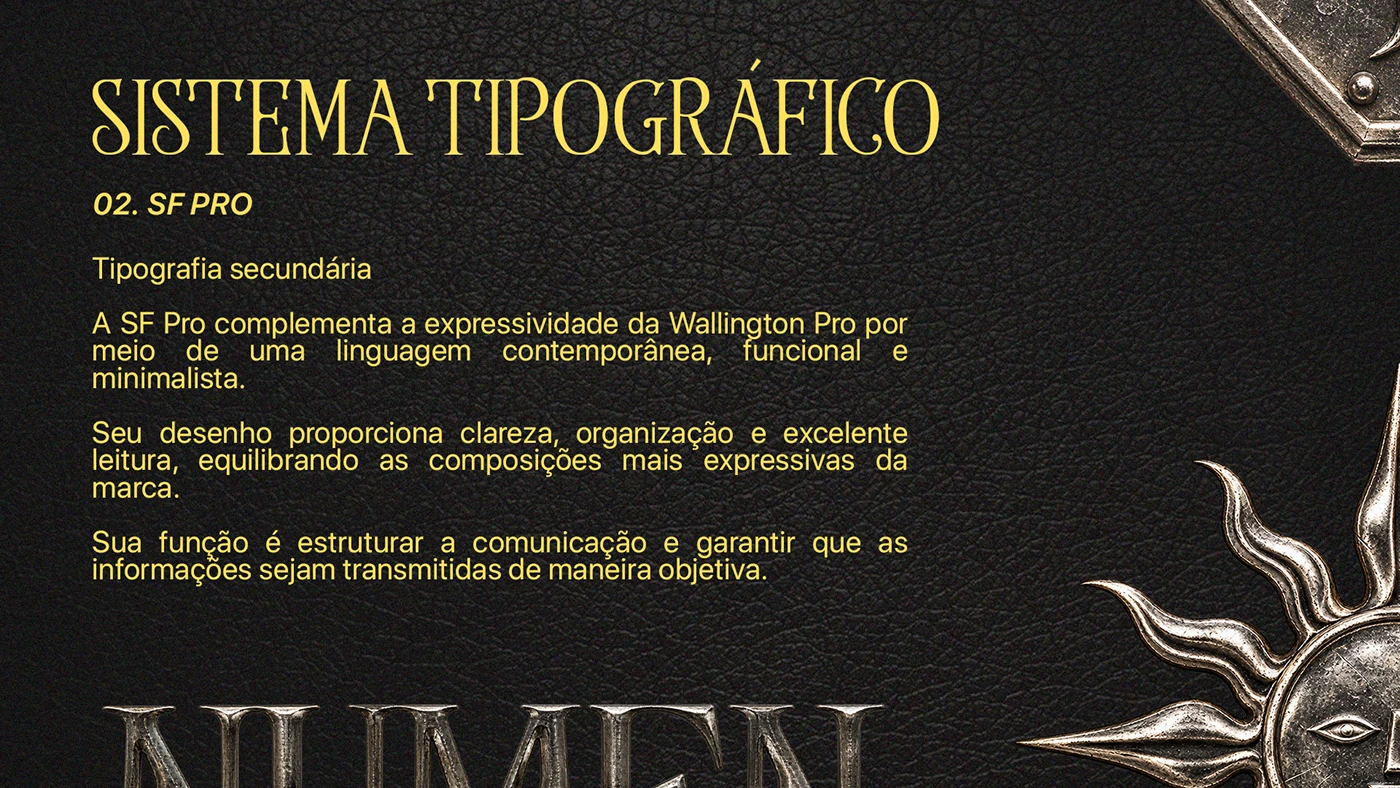 SISTEMA TIPOGRÁFICO
02. SF PRO
Tipografia secundária
A SF Pro complementa a expressividade da Wallington Pro por
meio de uma linguagem contemporânea, funcional e
minimalista.
Seu desenho proporciona clareza, organização e excelente
leitura, equilibrando as composições mais expressivas da
marca.
Sua função é estruturar a comunicação e garantir que as
informações sejam transmitidas de maneira objetiva.
NUMEN